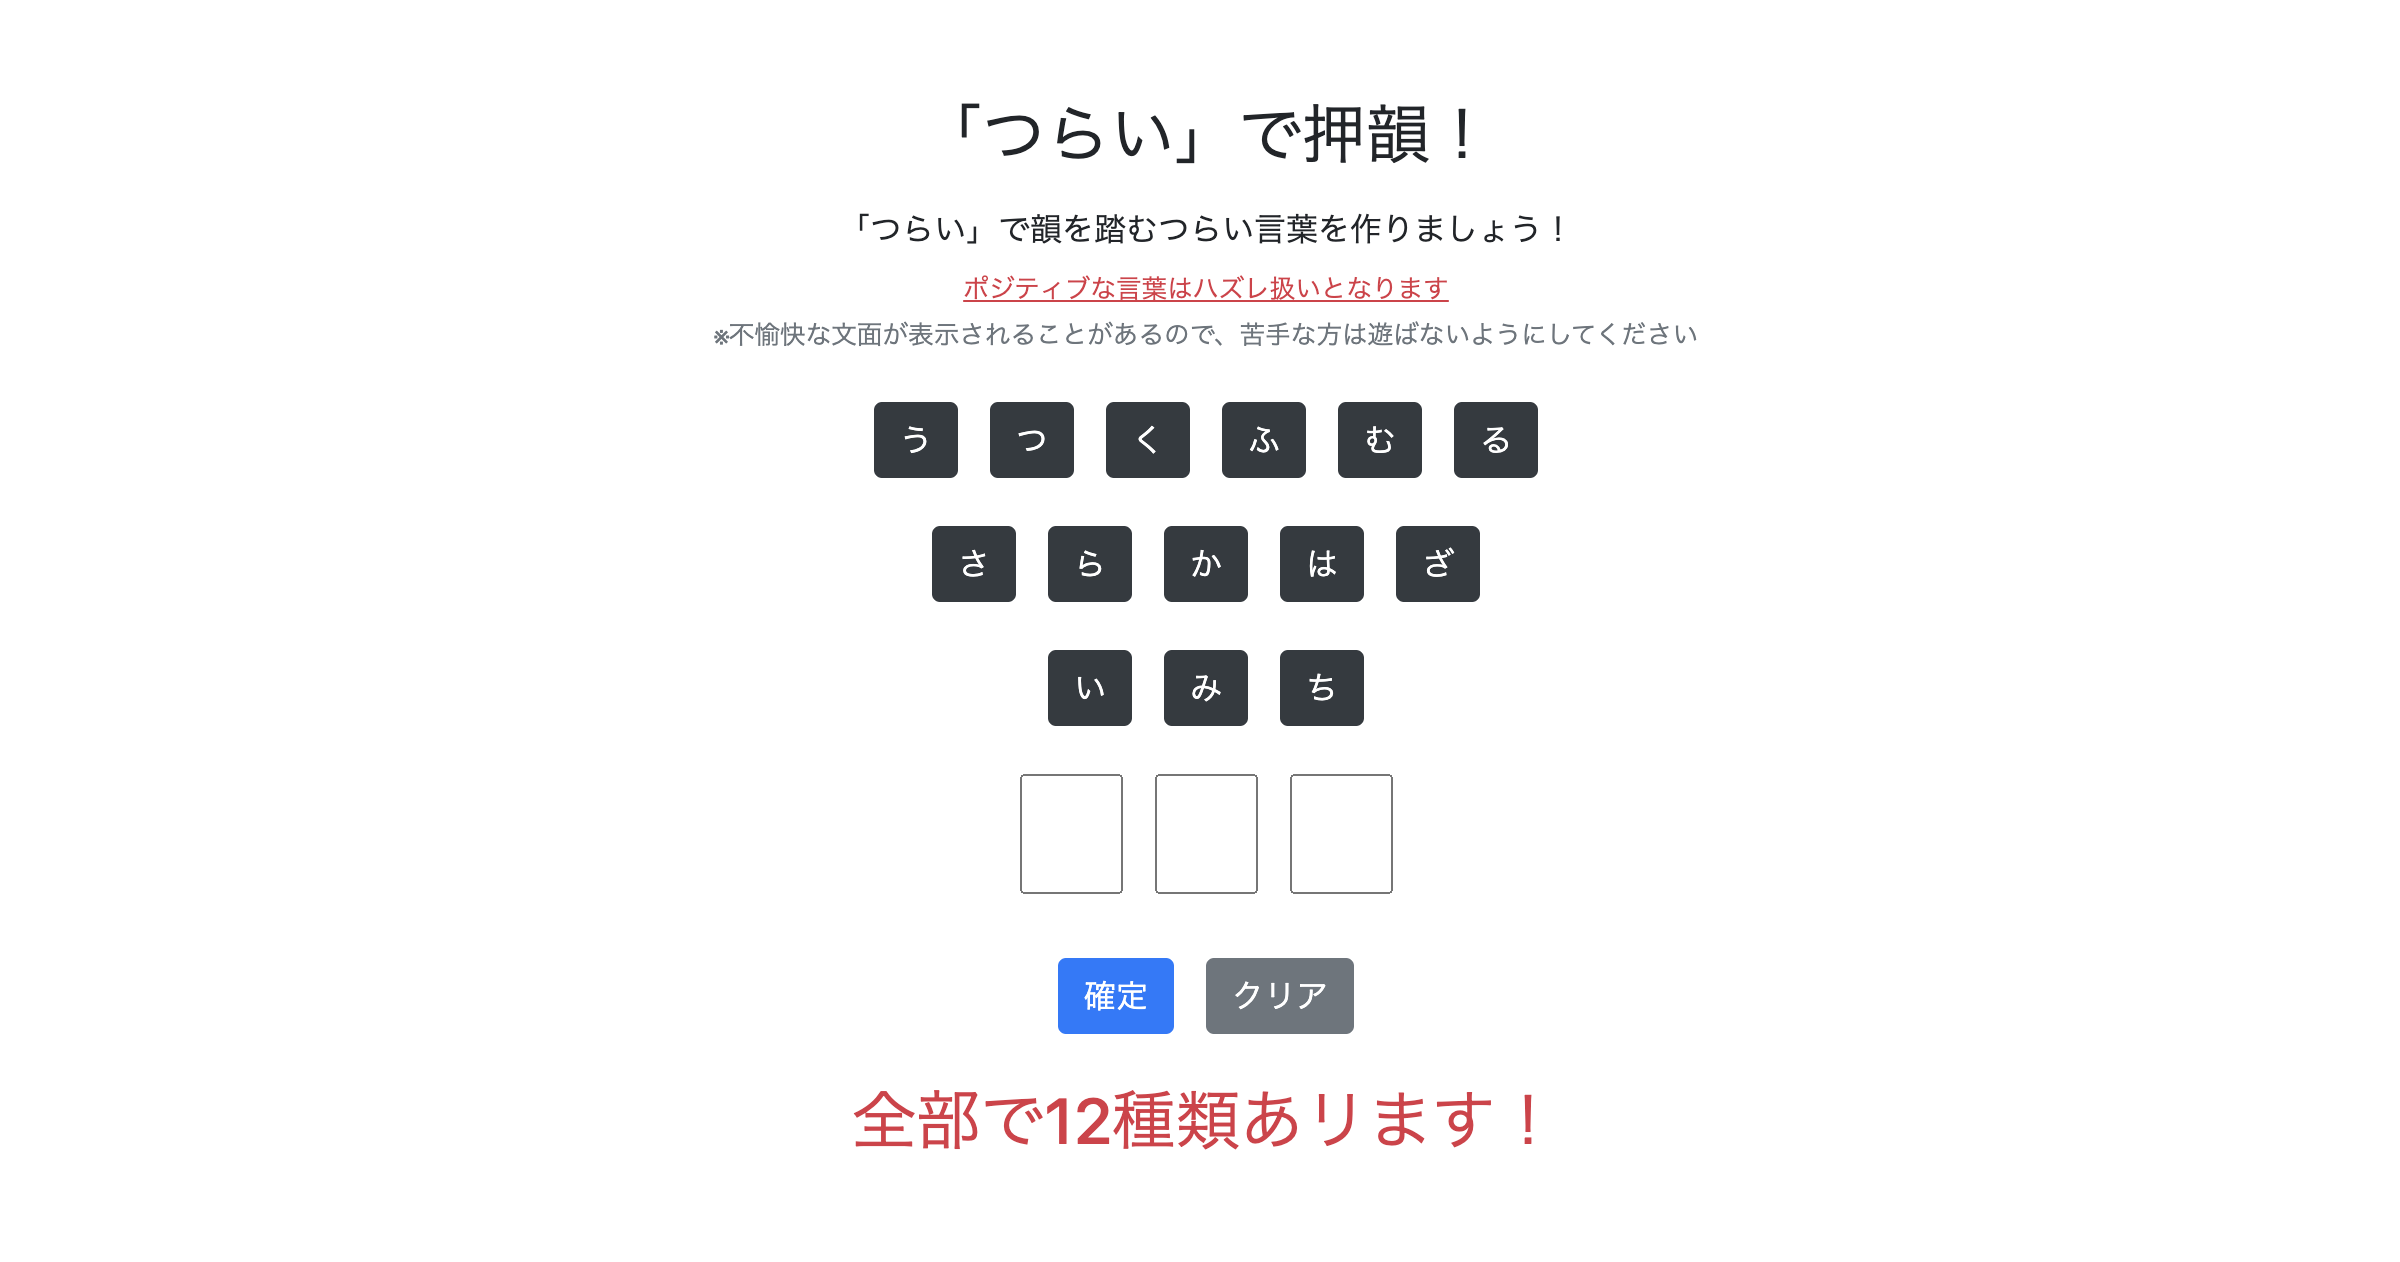 「つらい」で押韻！
「つらい」で韻を踏むつらい言葉を作りましょう！
ポジティブな言葉はハズレ扱いとなります
※不愉快な文面が表示されることがあるので、苦手な方は遊ばないようにしてください
う つ く ふ む る
さ ら か は ざ
い み ち
確定 クリア
全部で12種類あります！